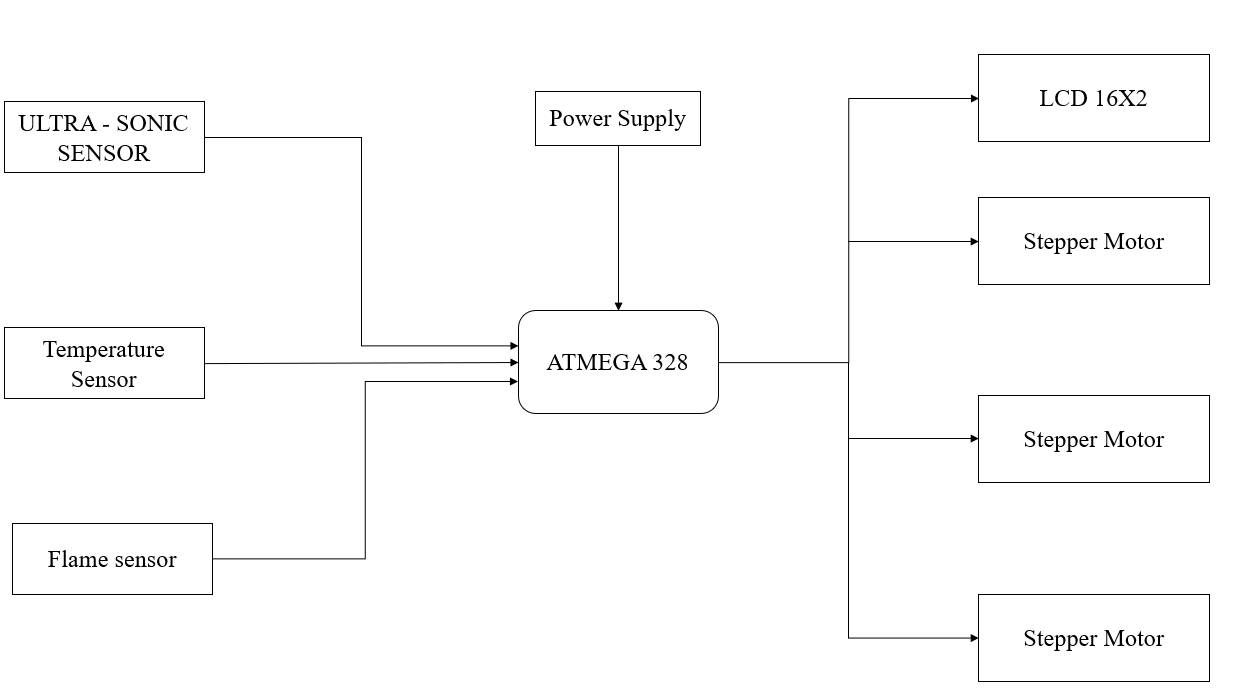 ULTRA - SONIC
SENSOR
Power Supply
LCD 16X2
Stepper Motor
Temperature
Sensor
ATMEGA 328
Stepper Motor
Flame sensor
Stepper Motor